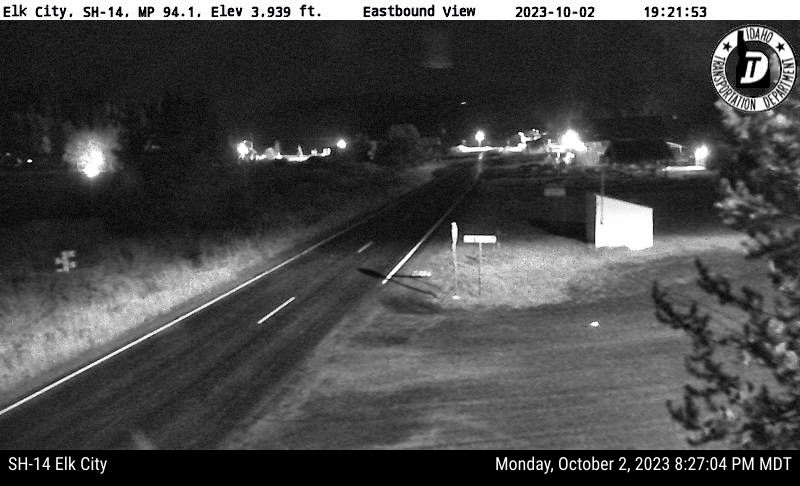 Elk City, SH-14, MP 94.1, Elev 3,939 ft. Eastbound View 2023-10-02 19:21:53
IDAHO
TRANSPORTATION DEPARTMENT
SH-14 Elk City Monday, October 2, 2023 8:27:04 PM MDT